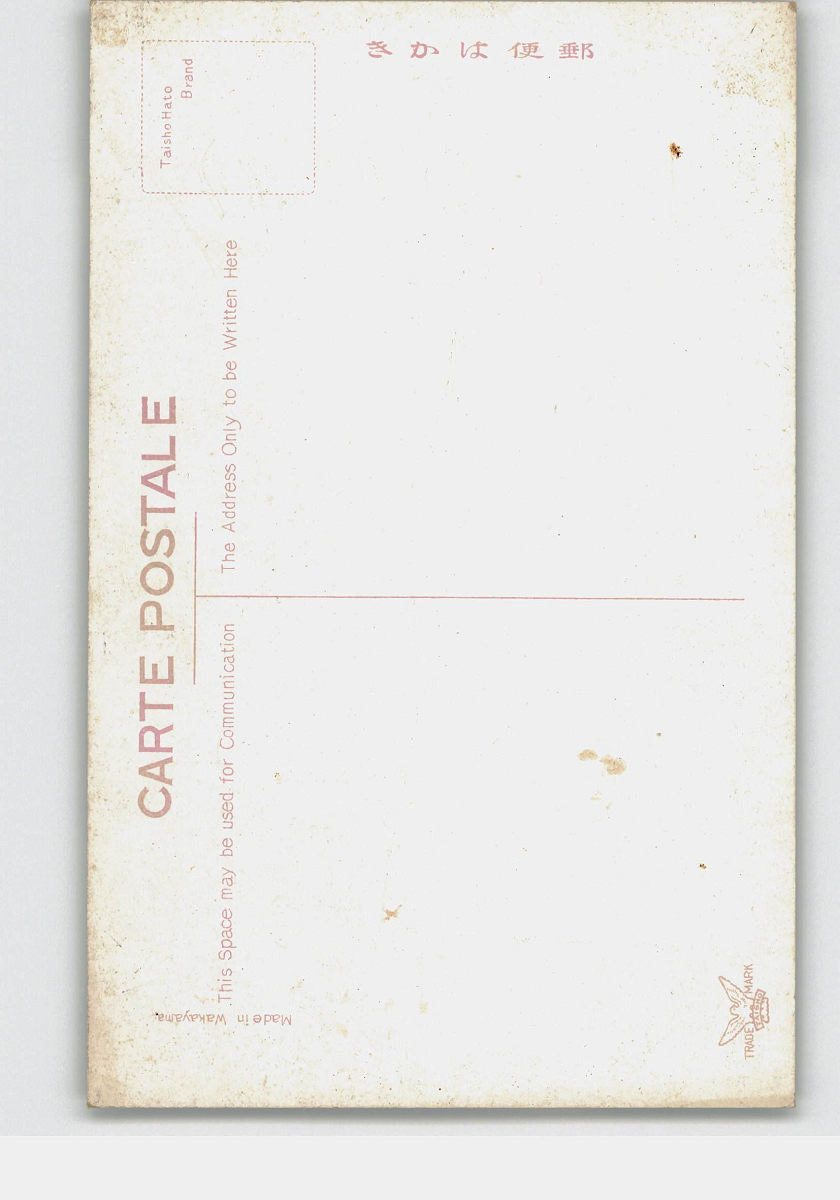 きかは便郵
Taisho Hato
Brand
CARTE POSTALE
This Space may be used for Communication
The Address Only to be Written Here
Made in Wakayama
TRADE MARK
TAISHO